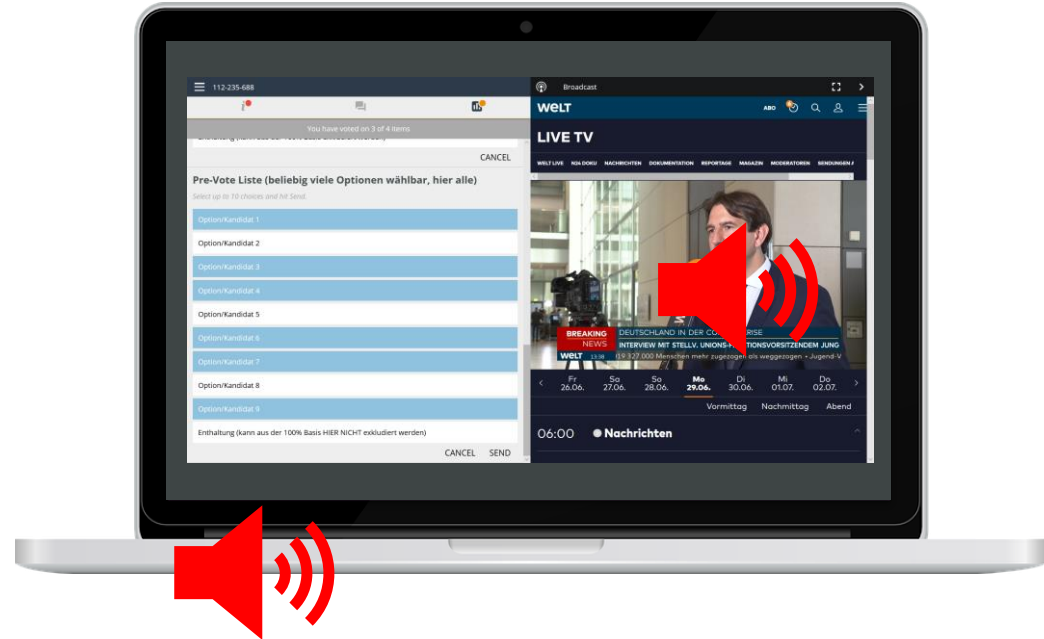 112-235-688
You have voted on 3 of 4 items
CANCEL
Pre-Vote Liste (beliebig viele Optionen wählbar, hier alle)
Select up to 10 choices and hit Send.
Option/Kandidat 1
Option/Kandidat 2
Option/Kandidat 3
Option/Kandidat 4
Option/Kandidat 5
Option/Kandidat 6
Option/Kandidat 7
Option/Kandidat 8
Option/Kandidat 9
Enthaltung (kann aus der 100% Basis HIER NICHT exkludiert werden)
CANCEL SEND
Broadcast
WELT ABO
LIVE TV
WELT LIVE N24 DOKU NACHRICHTEN DOKUMENTATION REPORTAGE MAGAZIN MODERATOREN SENDUNGEN
BREAKING NEWS
DEUTSCHLAND IN DER
INTERVIEW MIT STELLV. JUNG
WELT 13:38 327.000 Menschen mehr zugezogen als weggezogen • Jugend-V
Fr Sa So Mo Di Mi Do
26.06. 27.06. 28.06. 29.06. 30.06. 01.07. 02.07.
Vormittag Nachmittag Abend
06:00 Nachrichten